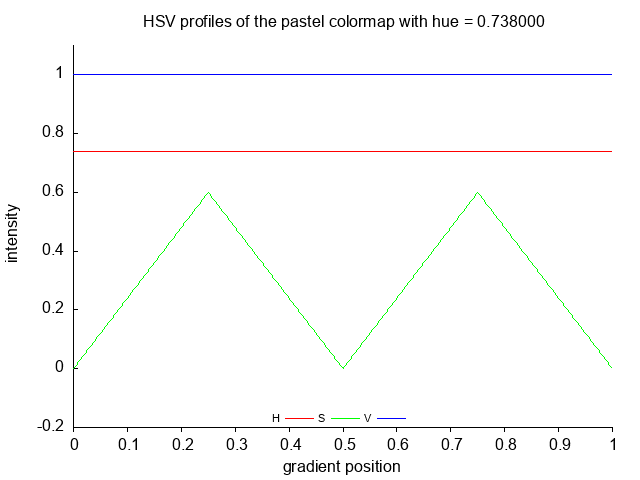 HSV profiles of the pastel colormap with hue = 0.738000
1
0.8
0.6
0.4
0.2
0
-0.2
intensity
H S V
0 0.1 0.2 0.3 0.4 0.5 0.6 0.7 0.8 0.9 1
gradient position